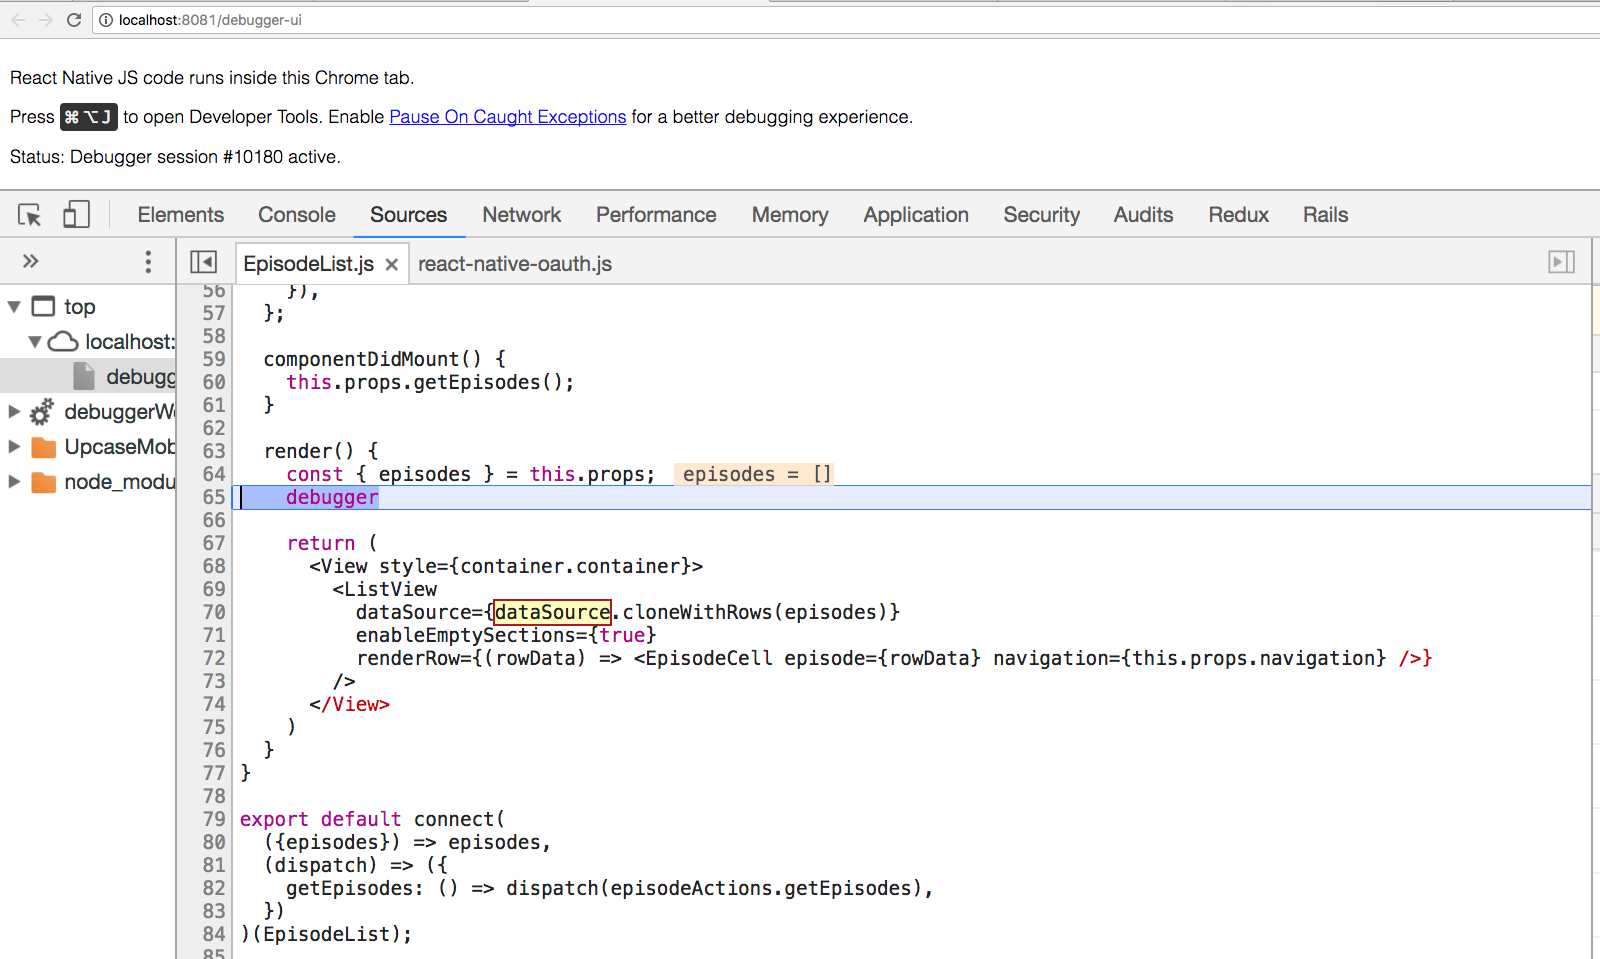 localhost:8081/debugger-ui
React Native JS code runs inside this Chrome tab.
Press ⌘⌥J to open Developer Tools. Enable Pause On Caught Exceptions for a better debugging experience.
Status: Debugger session #10180 active.
Elements Console Sources Network Performance Memory Application Security Audits Redux Rails
EpisodeList.js × react-native-oauth.js
top
localhost:
debugg
debuggerW
UpcaseMob
node_modu
56     }),
57   };
58
59   componentDidMount() {
60     this.props.getEpisodes();
61   }
62
63   render() {
64     const { episodes } = this.props;  episodes = []
65     debugger
66
67     return (
68       <View style={container.container}>
69         <ListView
70           dataSource={dataSource.cloneWithRows(episodes)}
71           enableEmptySections={true}
72           renderRow={(rowData) => <EpisodeCell episode={rowData} navigation={this.props.navigation} />}
73         />
74       </View>
75     )
76   }
77 }
78
79 export default connect(
80   ({episodes}) => episodes,
81   (dispatch) => ({
82     getEpisodes: () => dispatch(episodeActions.getEpisodes),
83   })
84 )(EpisodeList);
85